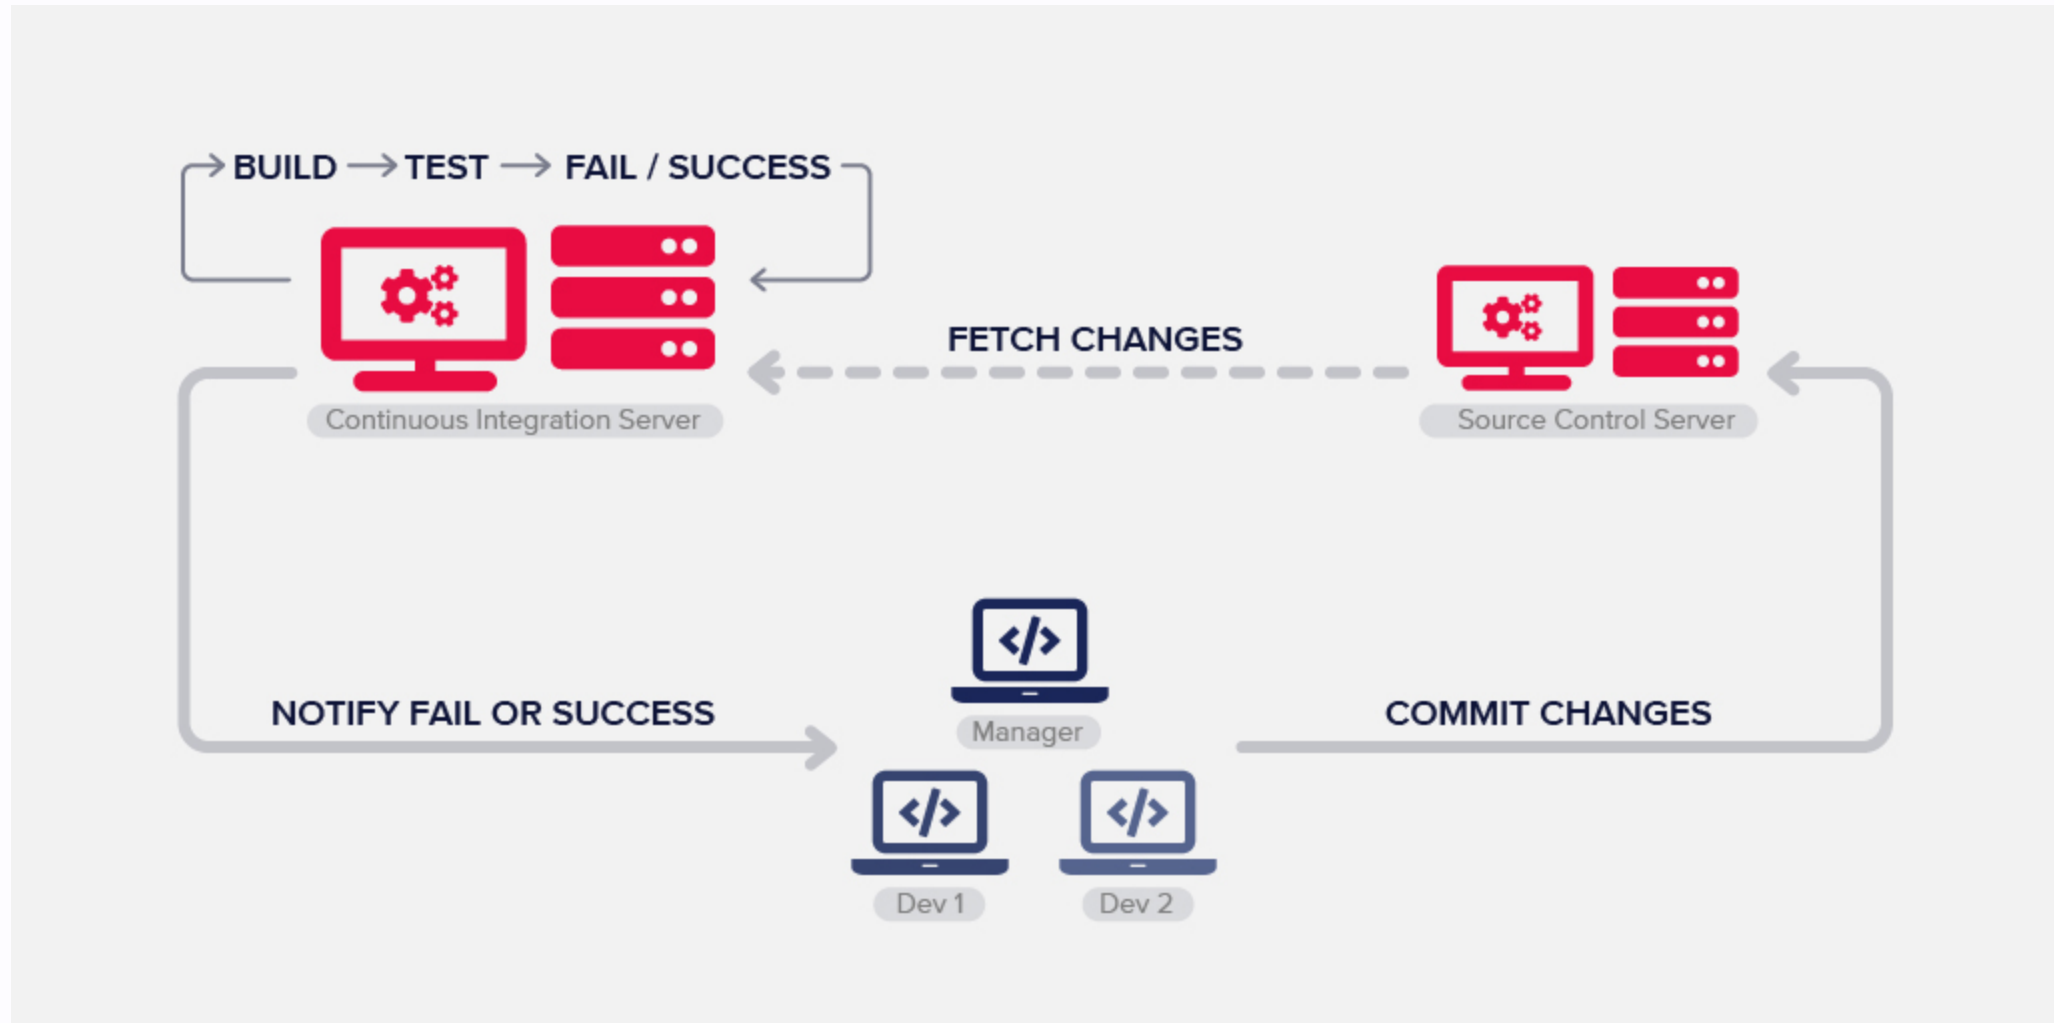 BUILD → TEST → FAIL / SUCCESS
FETCH CHANGES
Continuous Integration Server
Source Control Server
</>
NOTIFY FAIL OR SUCCESS
COMMIT CHANGES
Manager
</>
</>
Dev 1
Dev 2